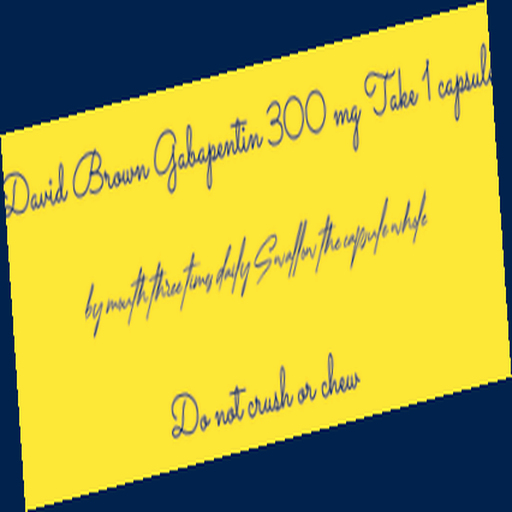 David Brown Gabapentin 300 mg Take 1 capsule
by mouth three times daily Swallow the capsule whole
Do not crush or chew